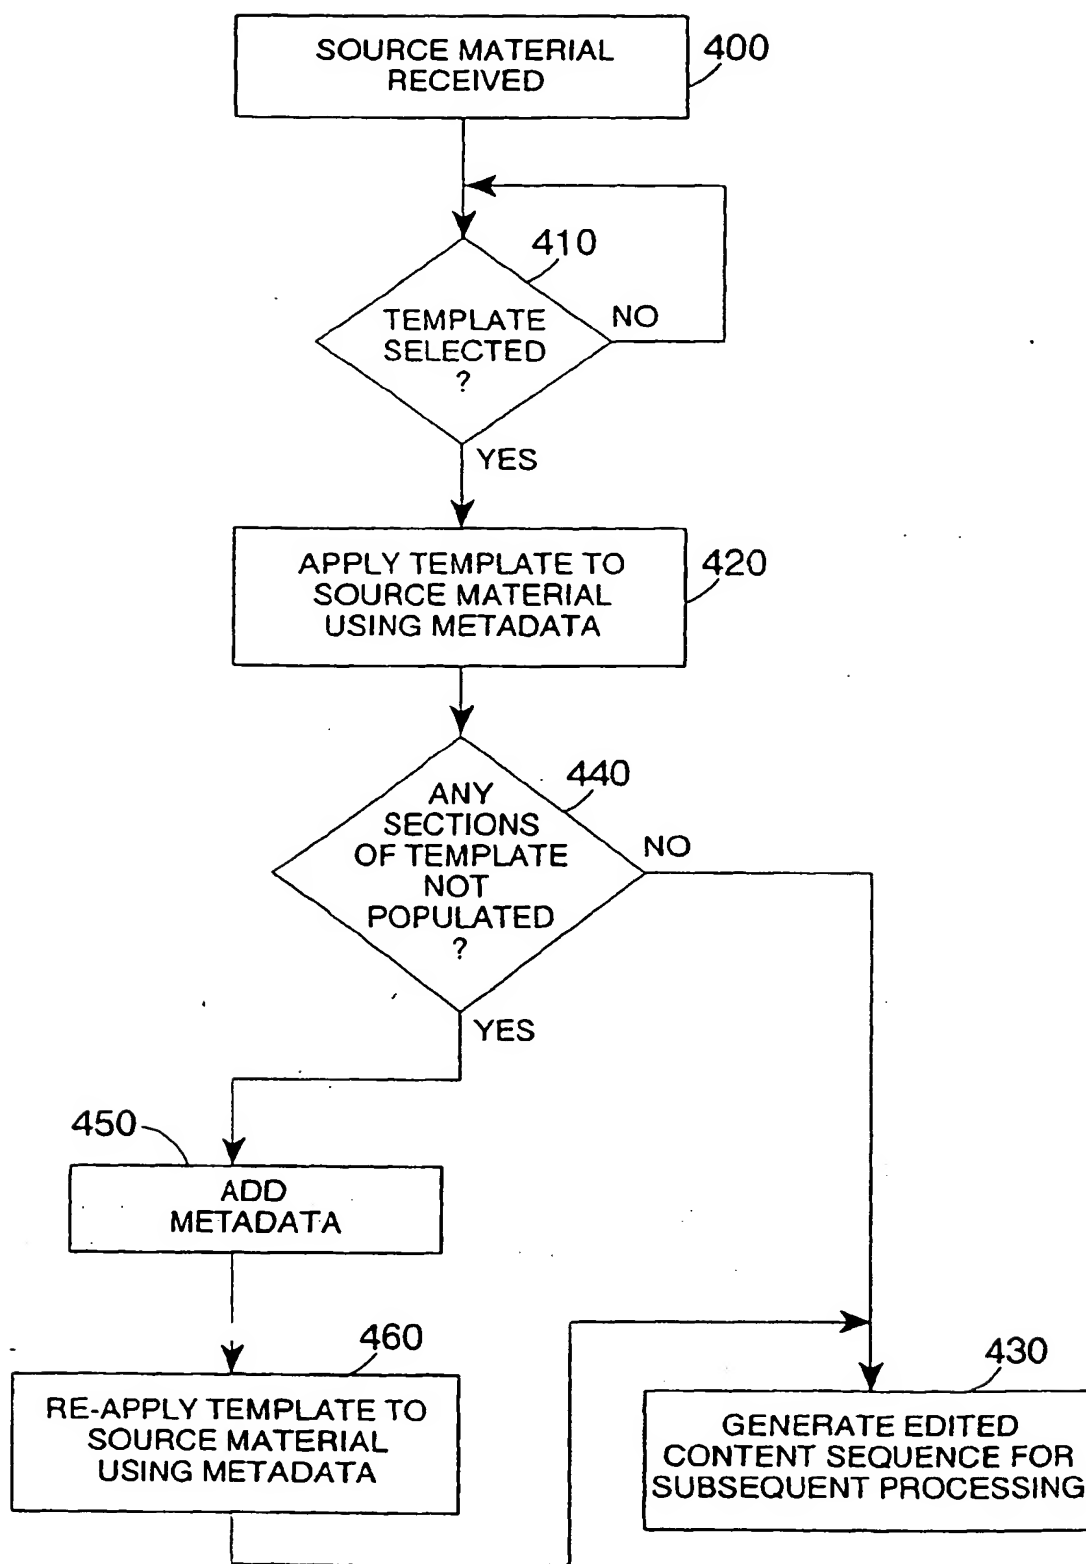 SOURCE MATERIAL
RECEIVED
400
410
TEMPLATE
SELECTED
?
NO
YES
APPLY TEMPLATE TO
SOURCE MATERIAL
USING METADATA
420
440
ANY
SECTIONS
OF TEMPLATE
NOT
POPULATED
?
NO
YES
450
ADD
METADATA
460
RE-APPLY TEMPLATE TO
SOURCE MATERIAL
USING METADATA
430
GENERATE EDITED
CONTENT SEQUENCE FOR
SUBSEQUENT PROCESSING